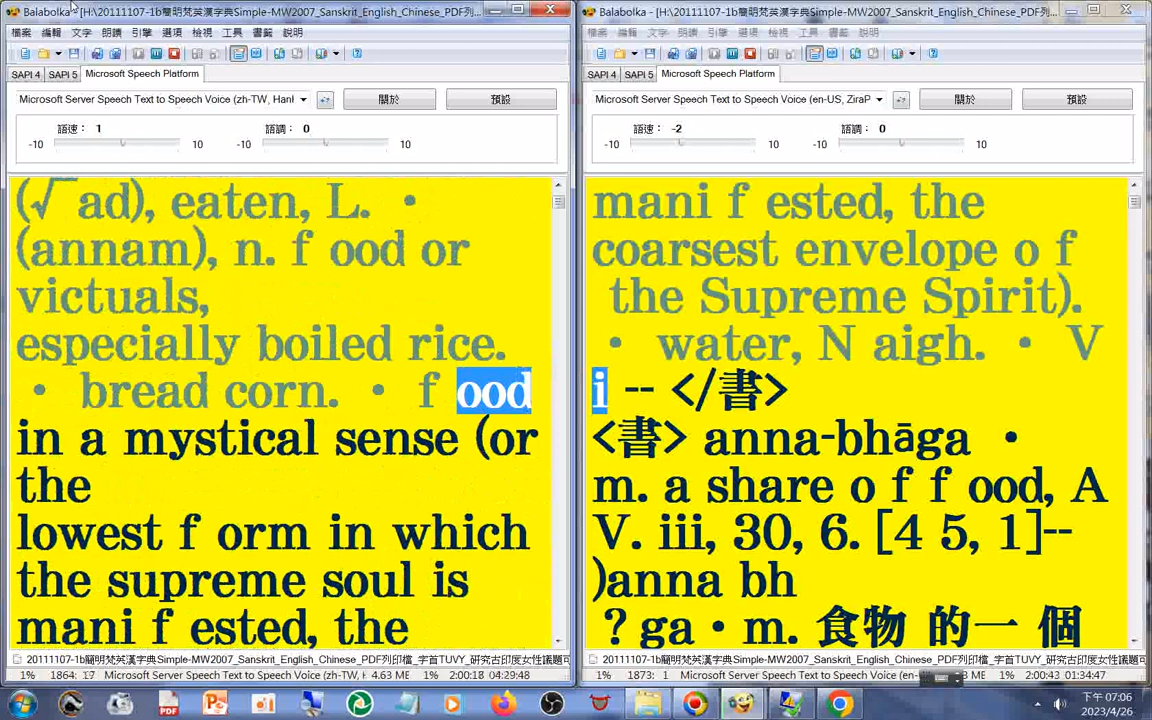 Balabolka - [H:\20111107-1b簡明梵英漢字典Simple-MW2007_Sanskrit_English_Chinese_PDF列...
檔案 編輯 文字 朗讀 引擎 選項 檢視 工具 書籤 說明
SAPI 4 SAPI 5 Microsoft Speech Platform
Microsoft Server Speech Text to Speech Voice (zh-TW, Hanl
關於 預設
語速： 1 語調： 0
-10 10 -10 10
(√ ad), eaten, L. •
(annam), n. f ood or
victuals,
especially boiled rice.
• bread corn. • f ood
in a mystical sense (or
the
lowest f orm in which
the supreme soul is
mani f ested, the
20111107-1b簡明梵英漢字典Simple-MW2007_Sanskrit_English_Chinese_PDF列印檔_字首TUVY_研究古印度女性議題可
1% 1864: 17 Microsoft Server Speech Text to Speech Voice (zh-TW, H 4.63 ME 1% 2:00:18 04:29:48
Balabolka - [H:\20111107-1b簡明梵英漢字典Simple-MW2007_Sanskrit_English_Chinese_PDF列...
檔案 編輯 文字 朗讀 引擎 選項 檢視 工具 書籤 說明
SAPI 4 SAPI 5 Microsoft Speech Platform
Microsoft Server Speech Text to Speech Voice (en-US, ZiraP
關於 預設
語速： -2 語調： 0
-10 10 -10 10
mani f ested, the
coarsest envelope o f
the Supreme Spirit).
• water, N aigh. • V
i -- </書>
<書> anna-bhāga •
m. a share o f f ood, A
V. iii, 30, 6. [4 5, 1]--
)anna bh
？ga • m. 食物 的一 個
20111107-1b簡明梵英漢字典Simple-MW2007_Sanskrit_English_Chinese_PDF列印檔_字首TUVY_研究古印度女性議題可
1% 1873: 1 Microsoft Server Speech Text to Speech Voice (en-US, 3 ME 1% 2:00:43 01:34:47
下午 07:06
2023/4/26